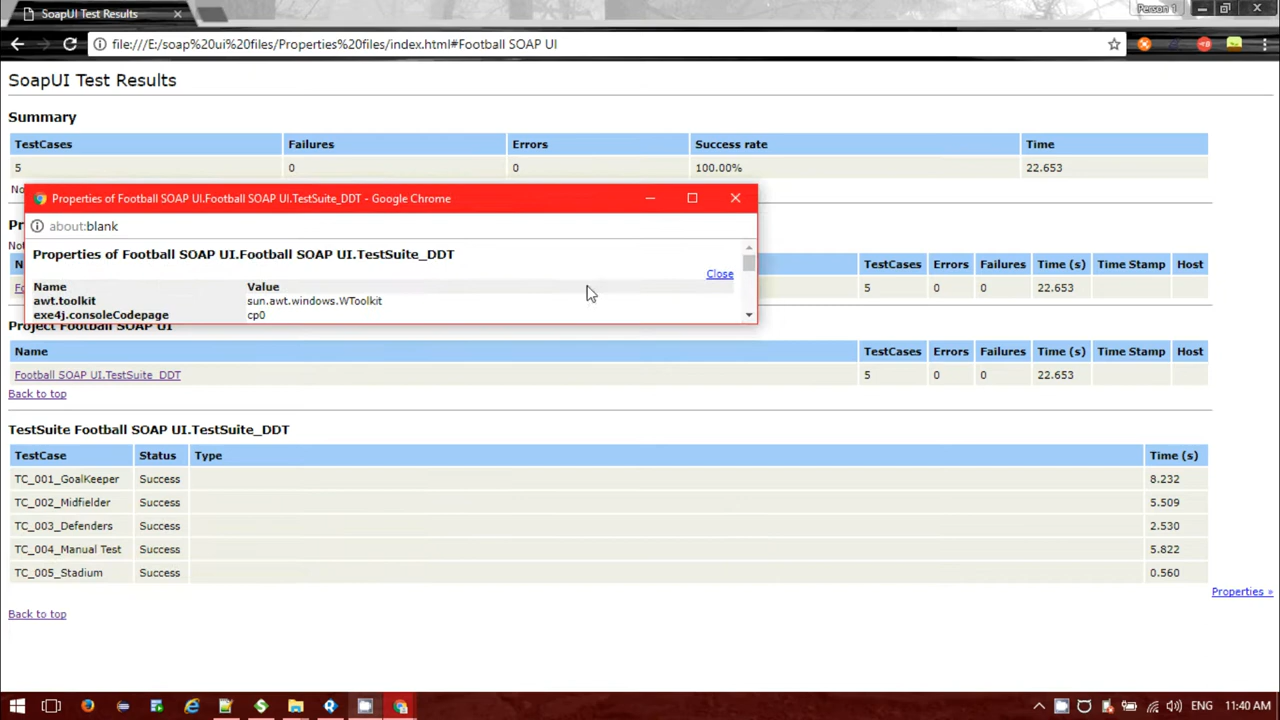 SoapUI Test Results
Person 1
file:///E:/soap%20ui%20files/Properties%20files/index.html#Football SOAP UI
SoapUI Test Results
Summary
TestCases Failures Errors Success rate Time
5 0 0 100.00% 22.653
No
Properties of Football SOAP UI.Football SOAP UI.TestSuite_DDT - Google Chrome
about:blank
Properties of Football SOAP UI.Football SOAP UI.TestSuite_DDT
Close
Name Value
awt.toolkit sun.awt.windows.WToolkit
exe4j.consoleCodepage cp0
Pr
Not
N TestCases Errors Failures Time (s) Time Stamp Host
Fo 5 0 0 22.653
Project Football SOAP UI
Name TestCases Errors Failures Time (s) Time Stamp Host
Football SOAP UI.TestSuite_DDT 5 0 0 22.653
Back to top
TestSuite Football SOAP UI.TestSuite_DDT
TestCase Status Type Time (s)
TC_001_GoalKeeper Success 8.232
TC_002_Midfielder Success 5.509
TC_003_Defenders Success 2.530
TC_004_Manual Test Success 5.822
TC_005_Stadium Success 0.560
Properties »
Back to top
ENG 11:40 AM